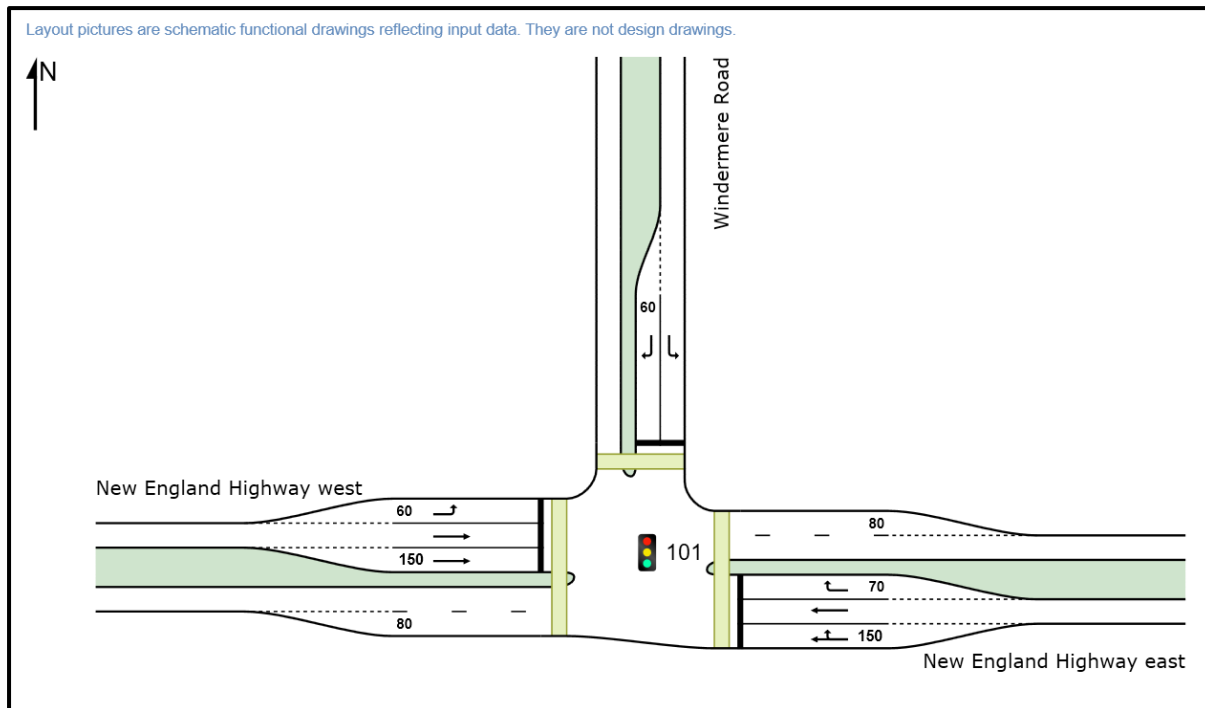 Layout pictures are schematic functional drawings reflecting input data. They are not design drawings.
N
Windermere Road
60
New England Highway west
60
150
80
101
80
70
150
New England Highway east